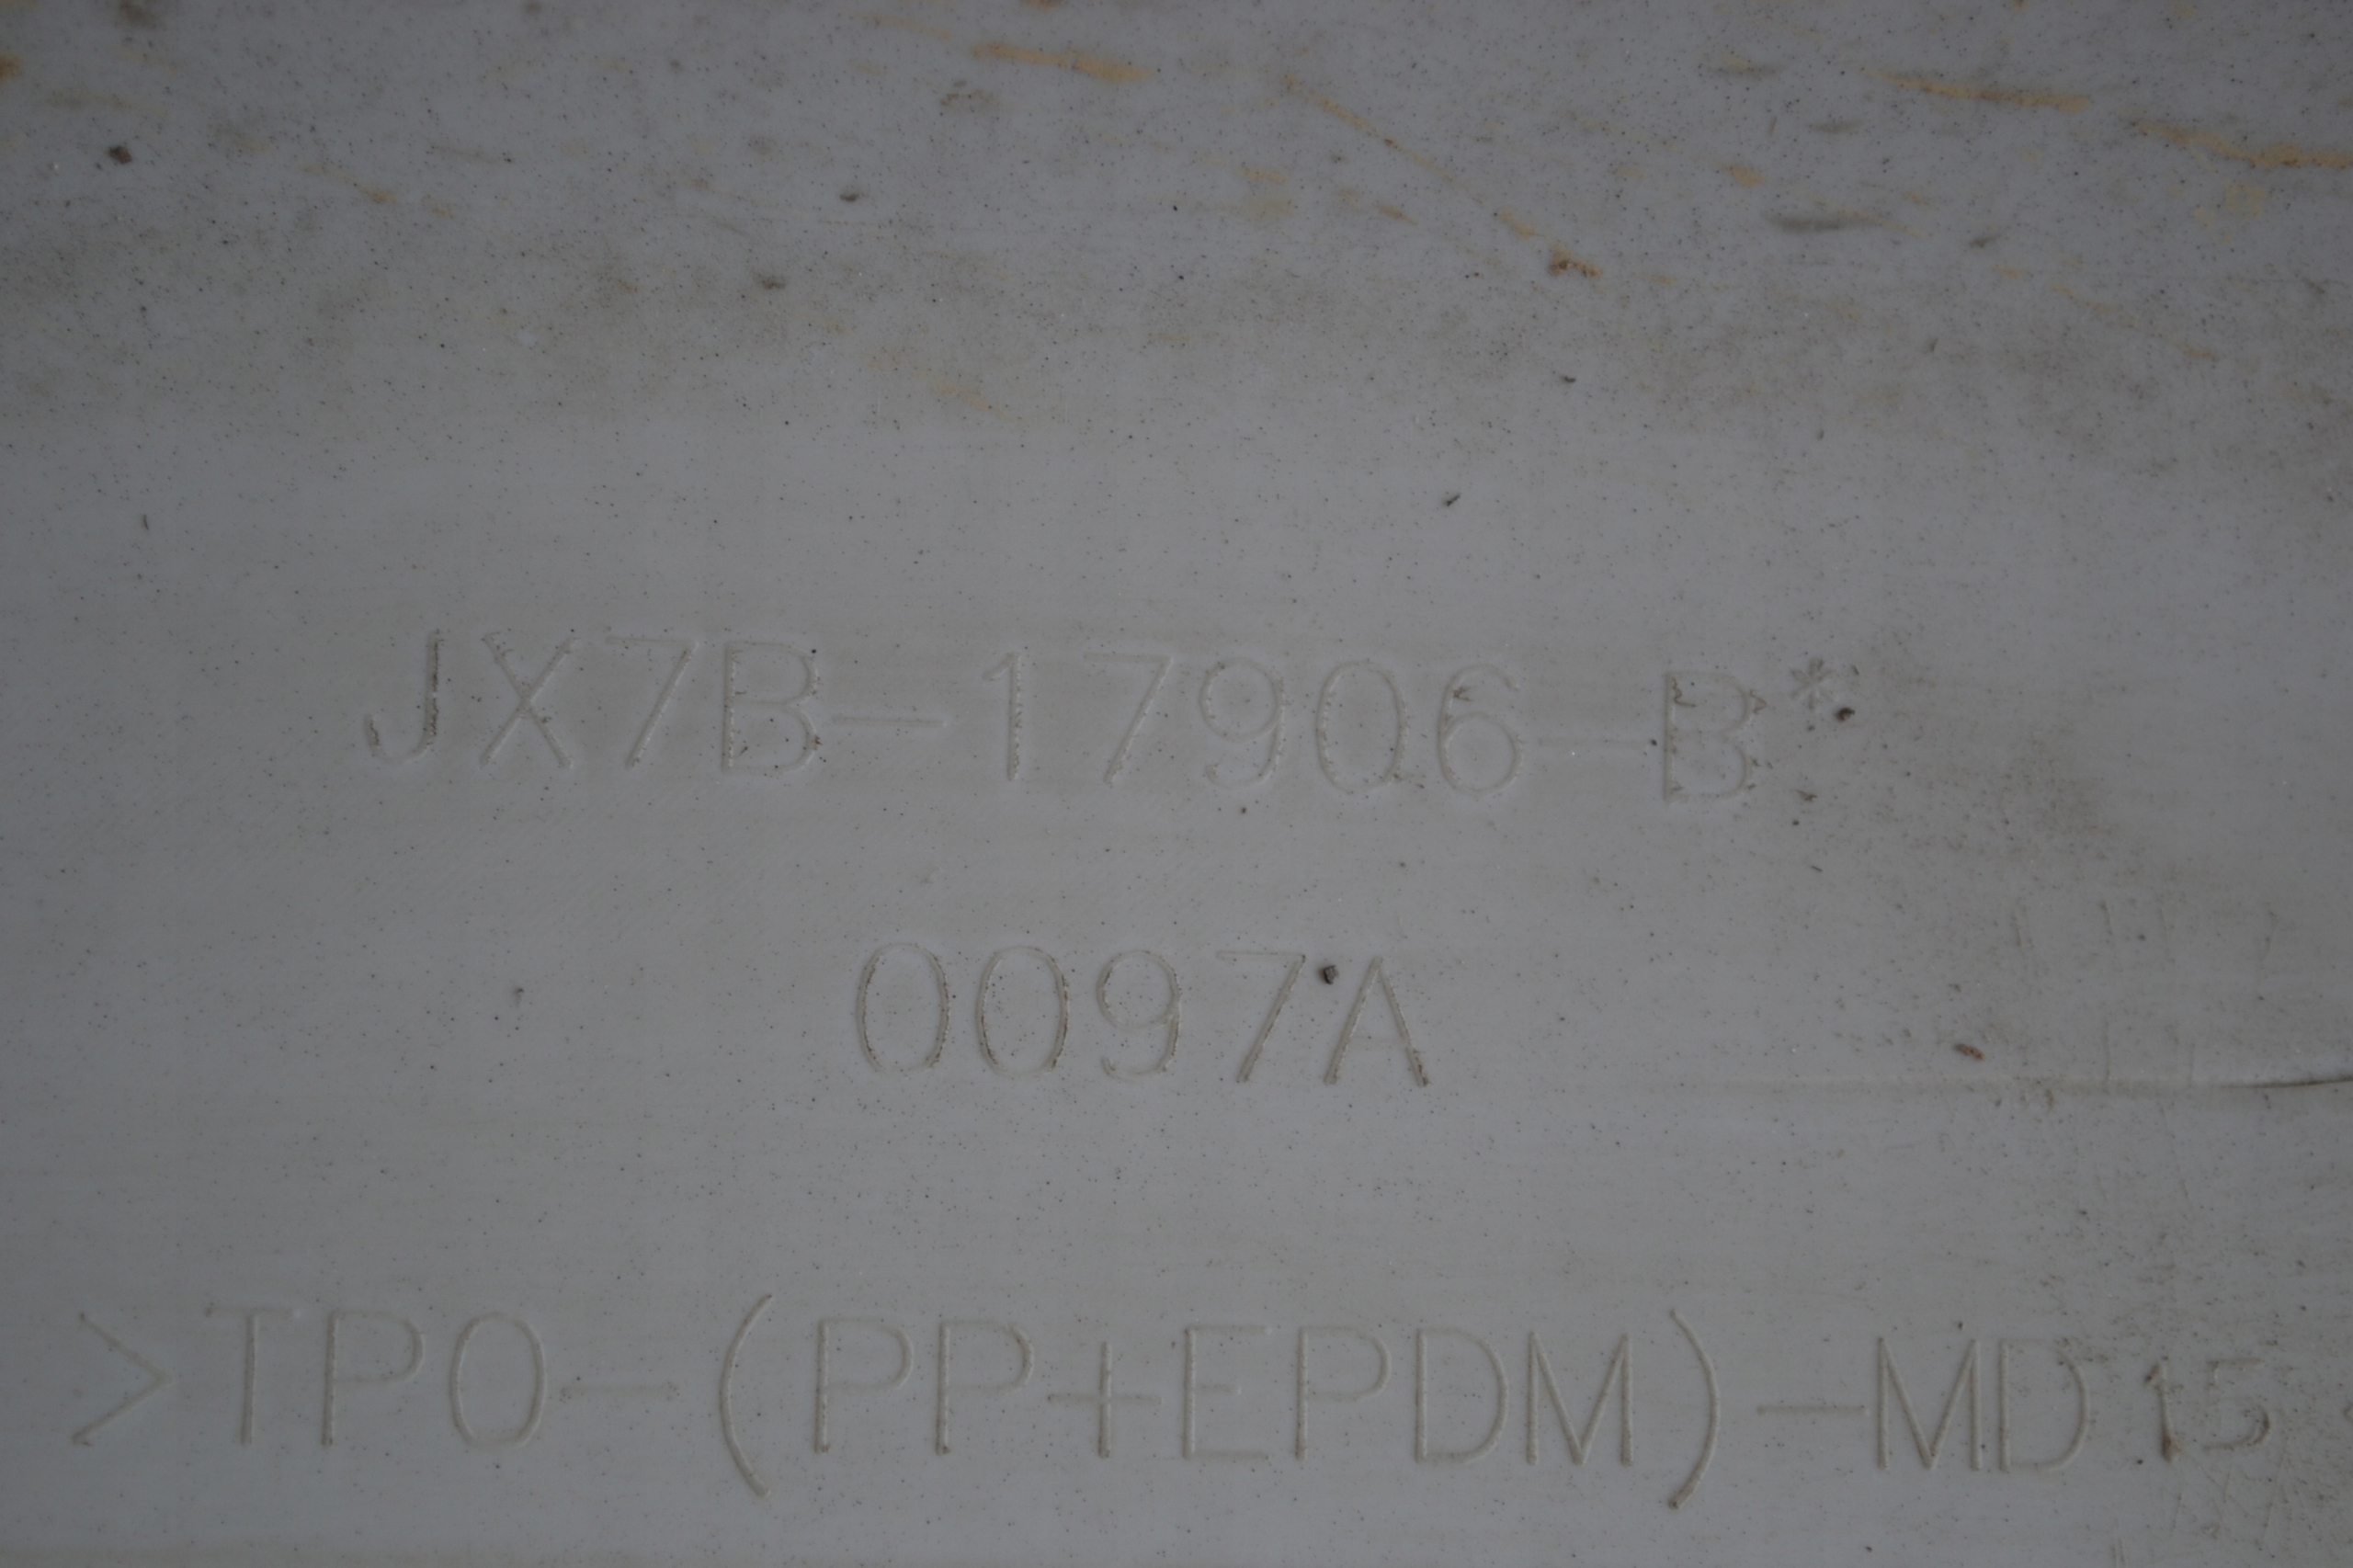 JX7B-17906-B*
0097A
>TPO-(PP+EPDM)-MD15<